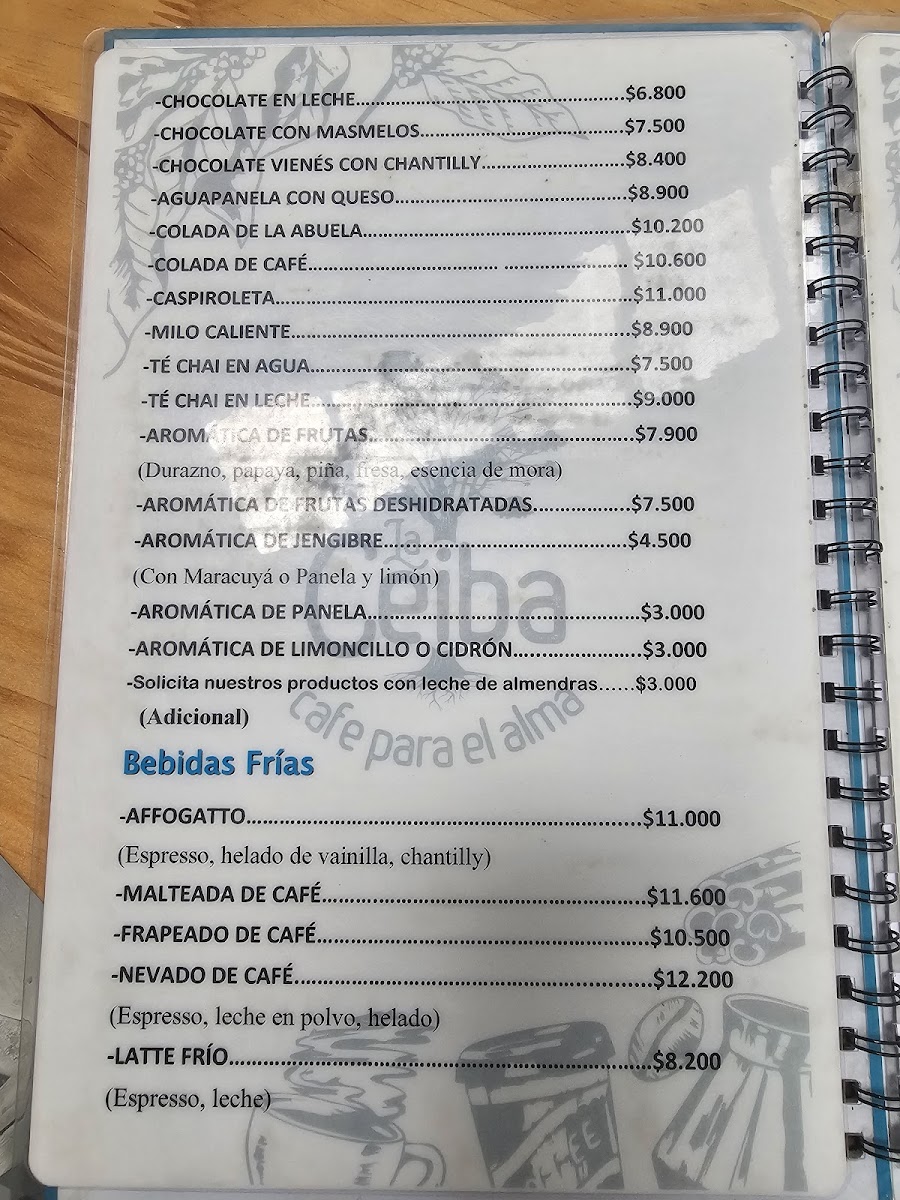 -CHOCOLATE EN LECHE....................................................$6.800
-CHOCOLATE CON MASMELOS........................................$7.500
-CHOCOLATE VIENÉS CON CHANTILLY............................$8.400
-AGUAPANELA CON QUESO.............................................$8.900
-COLADA DE LA ABUELA....................................................$10.200
-COLADA DE CAFÉ..................................... ........................ $10.600
-CASPIROLETA.....................................................................$11.000
-MILO CALIENTE..................................................................$8.900
-TÉ CHAI EN AGUA..............................................................$7.500
-TÉ CHAI EN LECHE..............................................................$9.000
-AROMÁTICA DE FRUTAS...................................................$7.900
(Durazno, papaya, piña, fresa, esencia de mora)
-AROMÁTICA DE FRUTAS DESHIDRATADAS...................$7.500
-AROMÁTICA DE JENGIBRE...............................................$4.500
(Con Maracuyá o Panela y limón)
-AROMÁTICA DE PANELA....................................................$3.000
-AROMÁTICA DE LIMONCILLO O CIDRÓN.......................$3.000
-Solicita nuestros productos con leche de almendras......$3.000
(Adicional)
La Ceiba
cafe para el alma
Bebidas Frías
-AFFOGATTO.......................................................................$11.000
(Espresso, helado de vainilla, chantilly)
-MALTEADA DE CAFÉ..........................................................$11.600
-FRAPEADO DE CAFÉ...........................................................$10.500
-NEVADO DE CAFÉ...............................................................$12.200
(Espresso, leche en polvo, helado)
-LATTE FRÍO...........................................................................$8.200
(Espresso, leche)
COFFEE